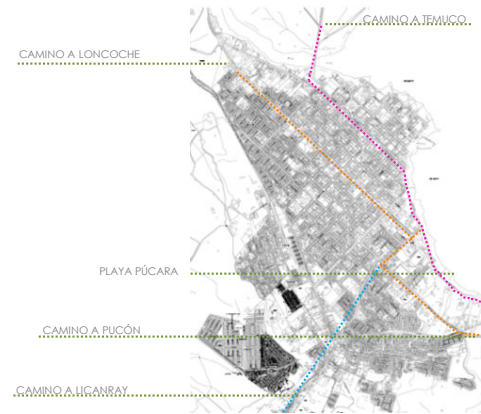 CAMINO A TEMUCO
CAMINO A LONCOCHE
PLAYA PÚCARA
CAMINO A PUCÓN
CAMINO A LICANRAY